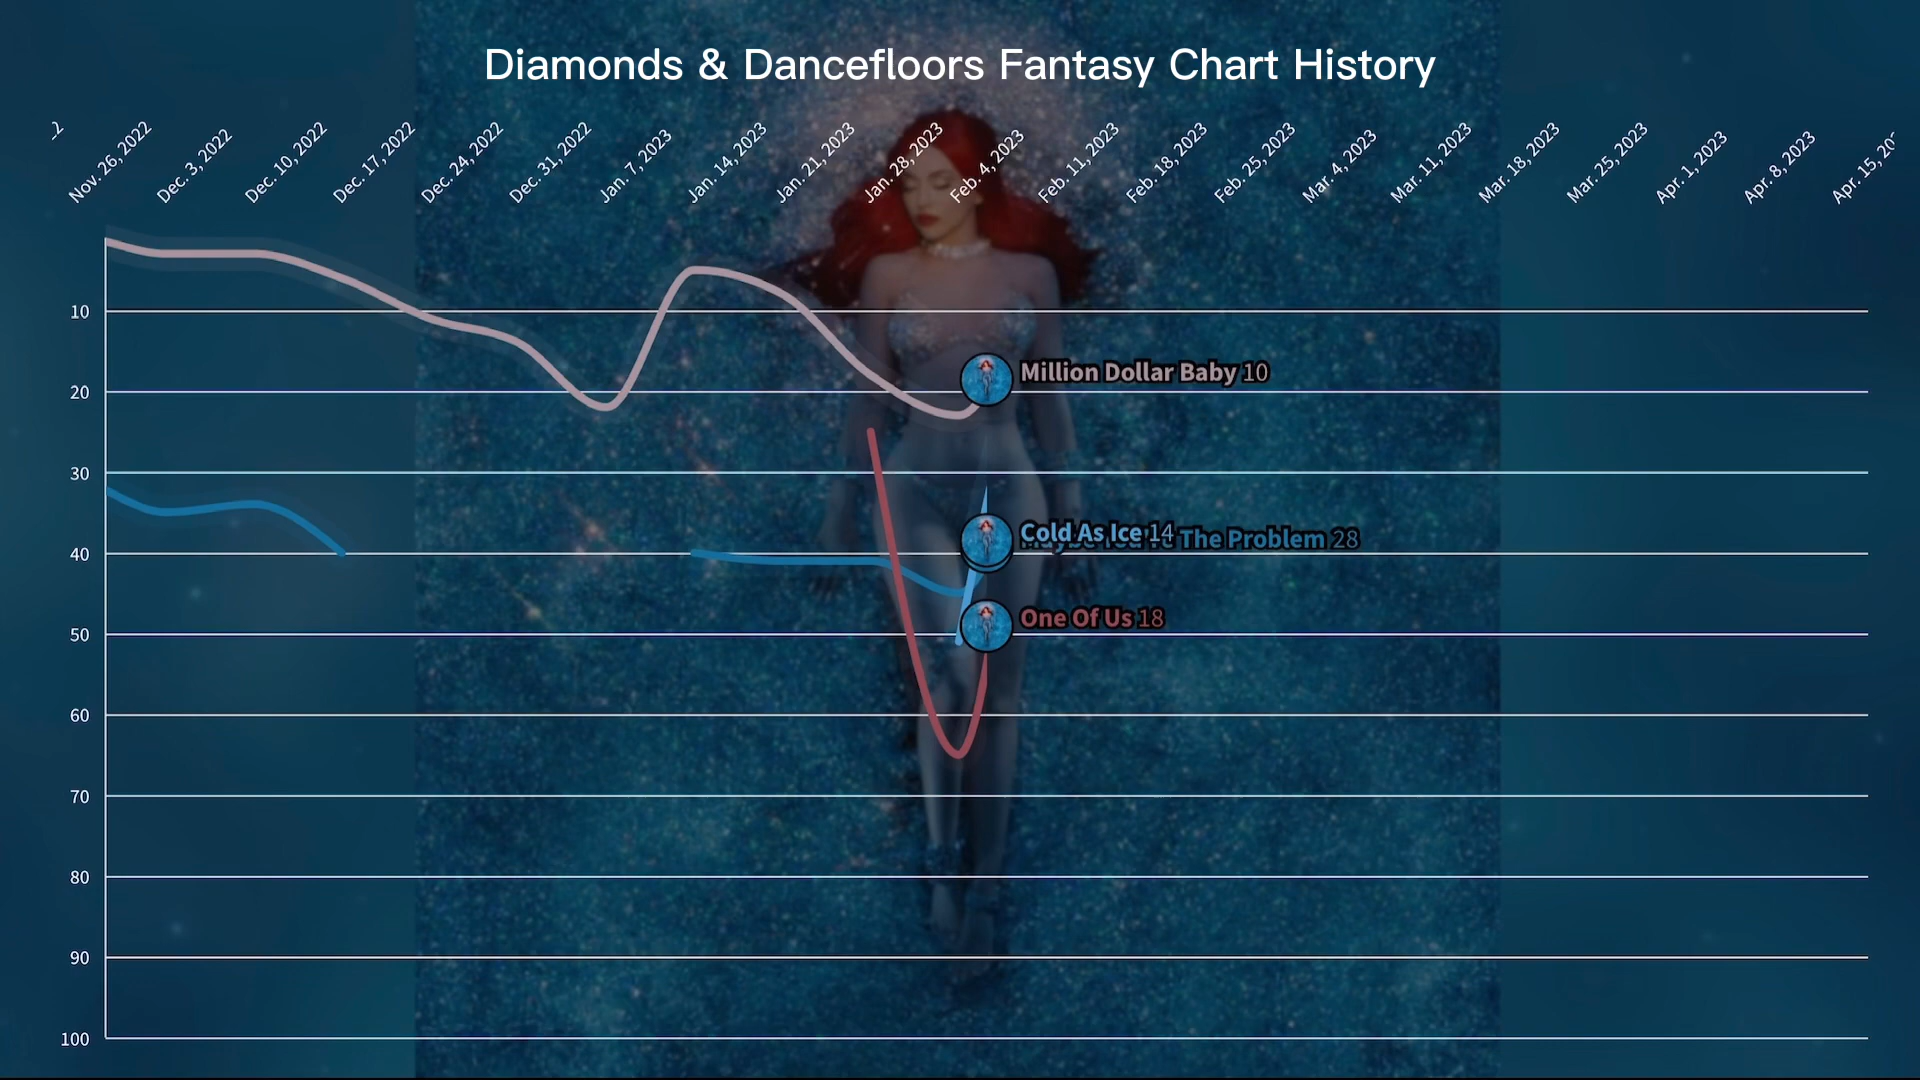 Diamonds & Dancefloors Fantasy Chart History
Nov. 26, 2022
Dec. 3, 2022
Dec. 10, 2022
Dec. 17, 2022
Dec. 24, 2022
Dec. 31, 2022
Jan. 7, 2023
Jan. 14, 2023
Jan. 21, 2023
Jan. 28, 2023
Feb. 4, 2023
Feb. 11, 2023
Feb. 18, 2023
Feb. 25, 2023
Mar. 4, 2023
Mar. 11, 2023
Mar. 18, 2023
Mar. 25, 2023
Apr. 1, 2023
Apr. 8, 2023
Apr. 15, 20
10
20
Million Dollar Baby 10
30
40
Cold As Ice 14
The Problem 28
50
One Of Us 18
60
70
80
90
100